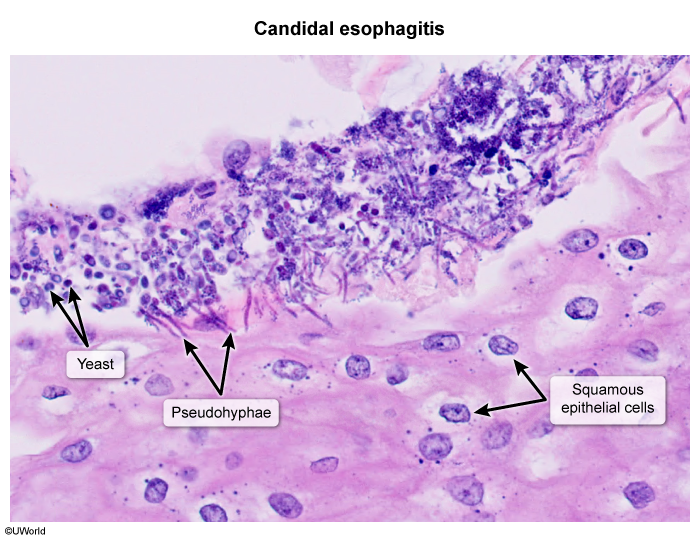 Candidal esophagitis
Yeast
Pseudohyphae
Squamous
epithelial cells
©UWorld